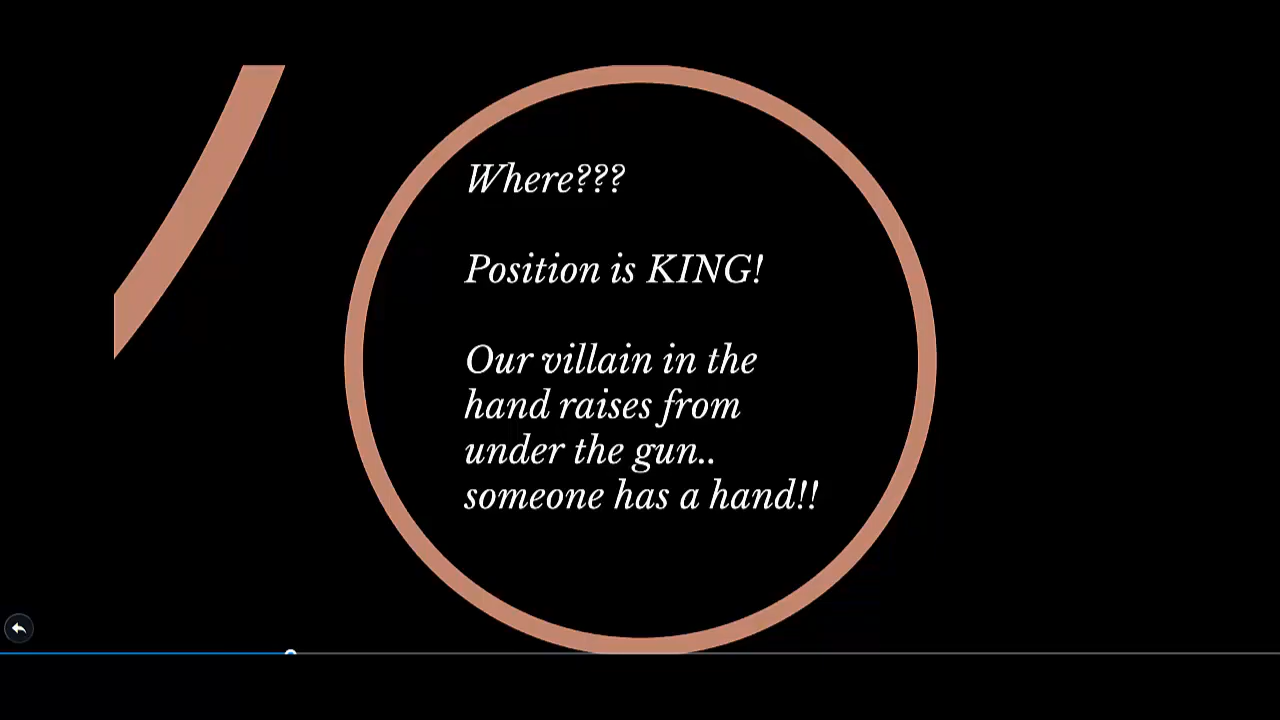 Where???
Position is KING!
Our villain in the
hand raises from
under the gun..
someone has a hand!!